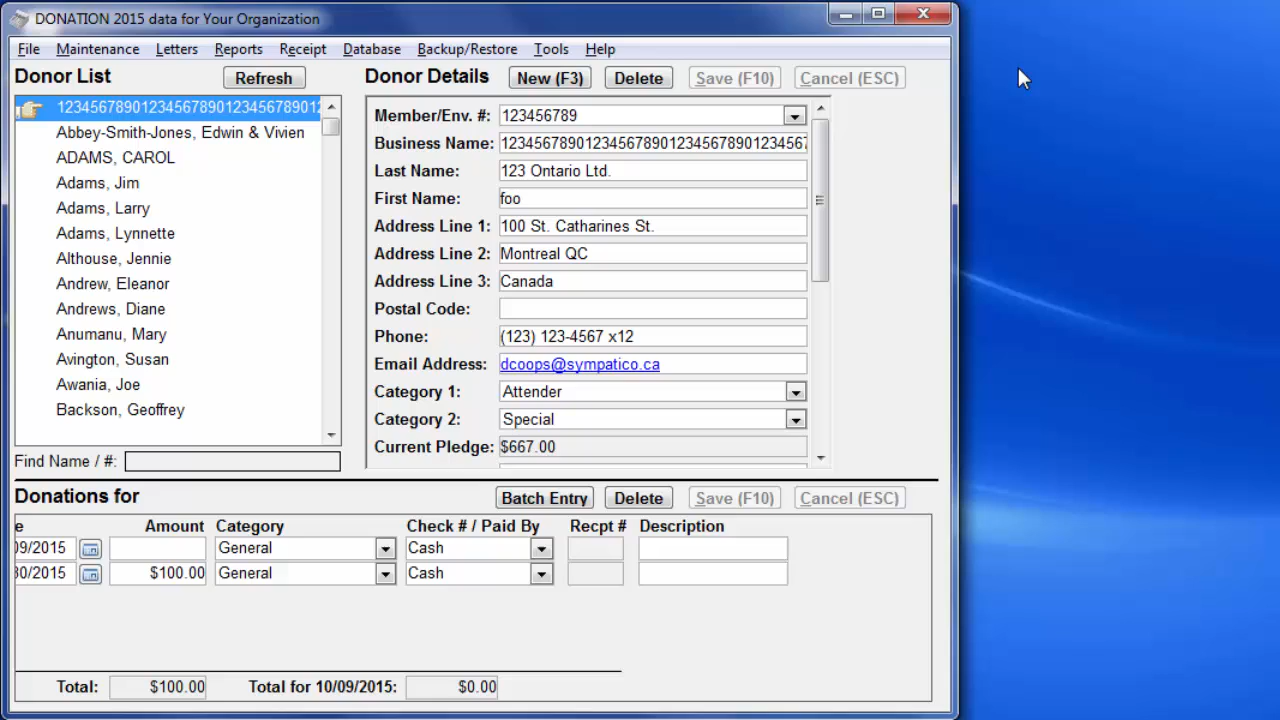 DONATION 2015 data for Your Organization
File Maintenance Letters Reports Receipt Database Backup/Restore Tools Help
Donor List Refresh Donor Details New (F3) Delete Save (F10) Cancel (ESC)
12345678901234567890123456789012
Abbey-Smith-Jones, Edwin & Vivien
ADAMS, CAROL
Adams, Jim
Adams, Larry
Adams, Lynnette
Althouse, Jennie
Andrew, Eleanor
Andrews, Diane
Anumanu, Mary
Avington, Susan
Awania, Joe
Backson, Geoffrey
Find Name / #:
Member/Env. #: 123456789
Business Name: 1234567890123456789012345678901234567
Last Name: 123 Ontario Ltd.
First Name: foo
Address Line 1: 100 St. Catharines St.
Address Line 2: Montreal QC
Address Line 3: Canada
Postal Code:
Phone: (123) 123-4567 x12
Email Address: dcoops@sympatico.ca
Category 1: Attender
Category 2: Special
Current Pledge: $667.00
Donations for Batch Entry Delete Save (F10) Cancel (ESC)
e Amount Category Check # / Paid By Recpt # Description
09/2015 General Cash
30/2015 $100.00 General Cash
Total: $100.00 Total for 10/09/2015: $0.00